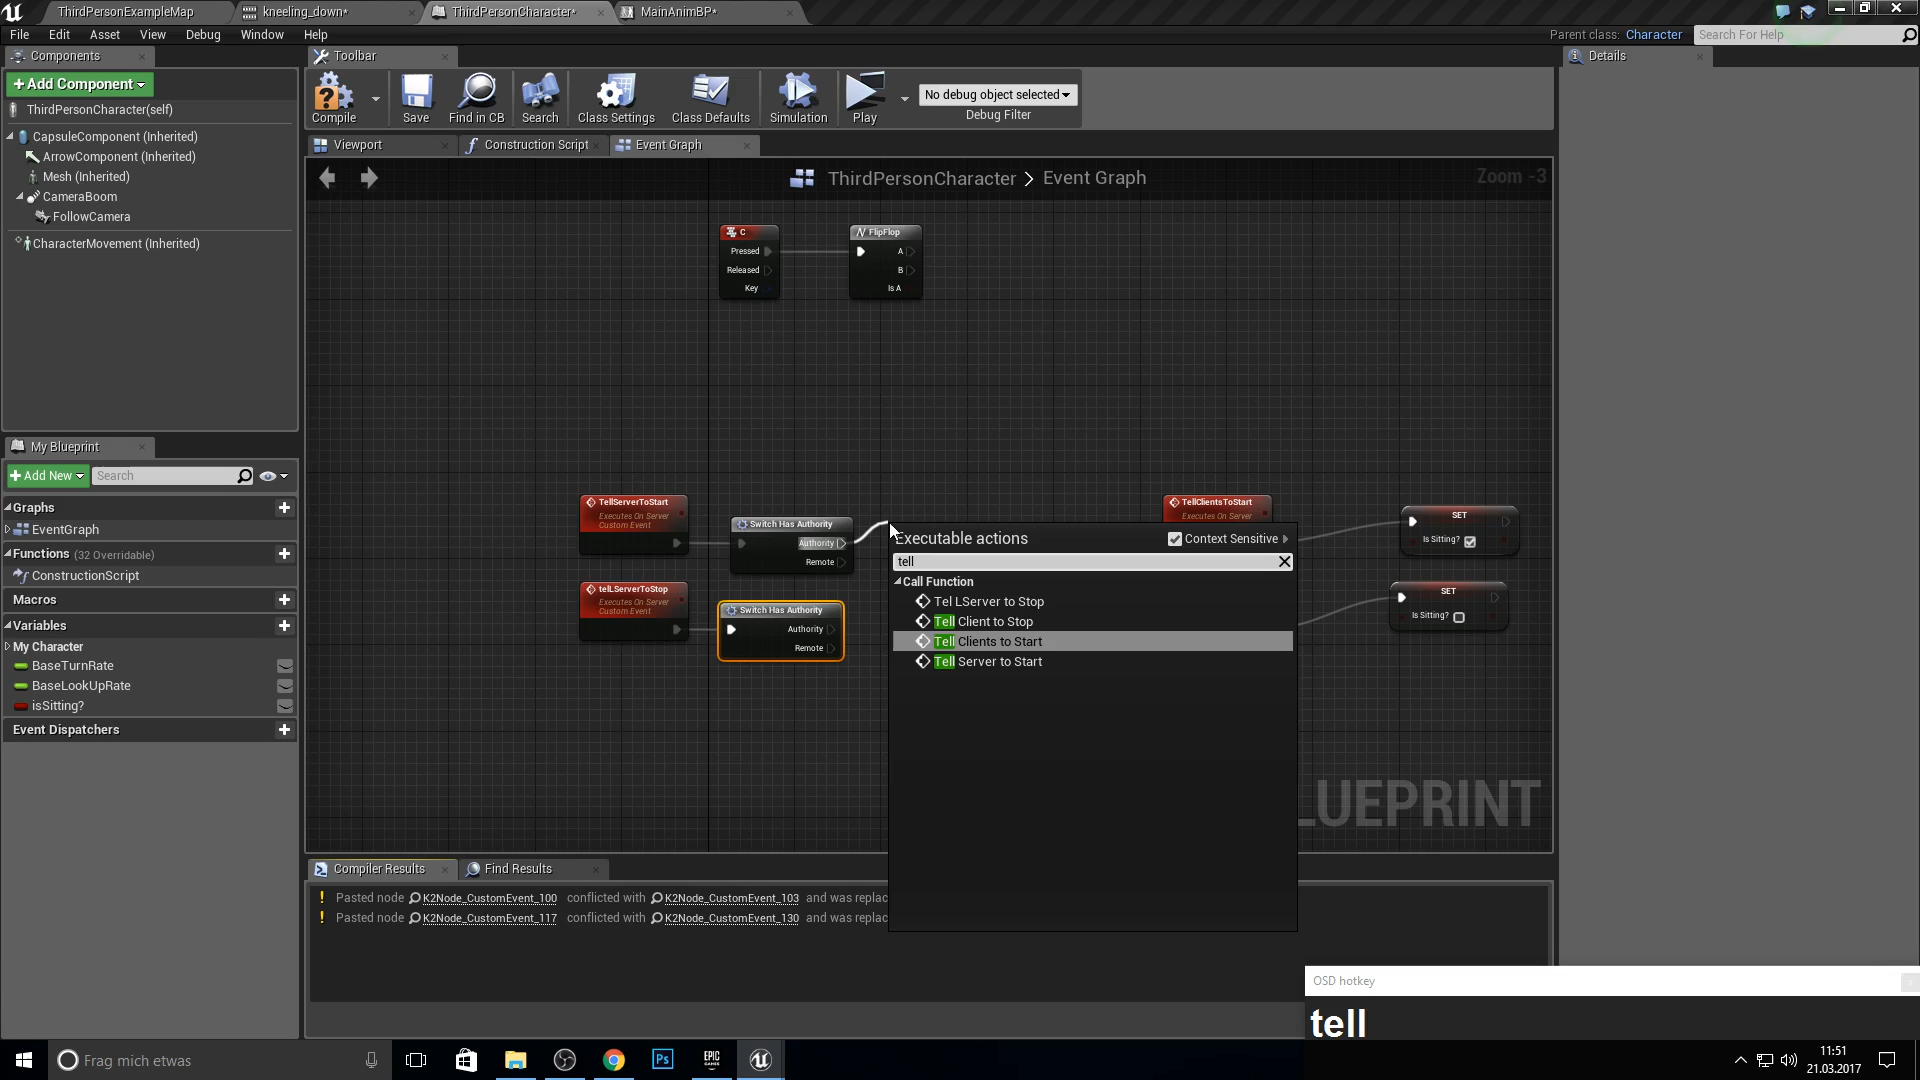 ThirdPersonExampleMap
kneeling_down*
ThirdPersonCharacter*
MainAnimBP*
File Edit Asset View Debug Window Help
Parent class: Character
Search For Help
Components
Toolbar
Details
+Add Component
ThirdPersonCharacter(self)
CapsuleComponent (Inherited)
ArrowComponent (Inherited)
Mesh (Inherited)
CameraBoom
FollowCamera
CharacterMovement (Inherited)
Compile
Save
Find in CB
Search
Class Settings
Class Defaults
Simulation
Play
No debug object selected
Debug Filter
Viewport
Construction Script
Event Graph
ThirdPersonCharacter > Event Graph
Zoom -3
C
Pressed
Released
Key
FlipFlop
A
B
Is A
My Blueprint
+Add New
Search
Graphs
EventGraph
Functions (32 Overridable)
ConstructionScript
Macros
Variables
My Character
BaseTurnRate
BaseLookUpRate
isSitting?
Event Dispatchers
TellServerToStart
Executes On Server
Custom Event
Switch Has Authority
Authority
Remote
telLServerToStop
Executes On Server
Custom Event
Switch Has Authority
Authority
Remote
TellClientsToStart
Executes On Server
SET
Is Sitting?
SET
Is Sitting?
Executable actions
Context Sensitive
tell
Call Function
Tel LServer to Stop
Tell Client to Stop
Tell Clients to Start
Tell Server to Start
LUEPRINT
Compiler Results
Find Results
! Pasted node K2Node_CustomEvent_100 conflicted with K2Node_CustomEvent_103 and was replac
! Pasted node K2Node_CustomEvent_117 conflicted with K2Node_CustomEvent_130 and was replac
OSD hotkey
tell
Frag mich etwas
Ps
EPIC
GAMES
11:51
21.03.2017